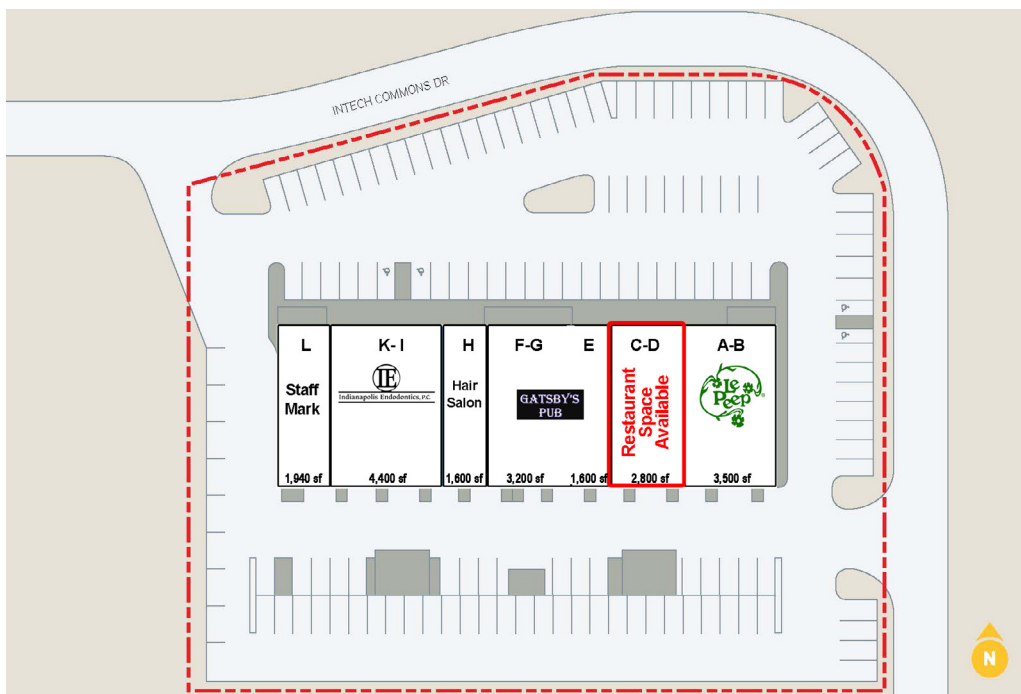 INTECH COMMONS DR
L
K- I
H
F-G
E
C-D
A-B
Staff
Mark
IE
Indianapolis Endodontics, P.C.
Hair
Salon
GATSBY'S
PUB
Restaurant
Space
Available
Le
Peep®
1,940 sf
4,400 sf
1,600 sf
3,200 sf
1,600 sf
2,800 sf
3,500 sf
N